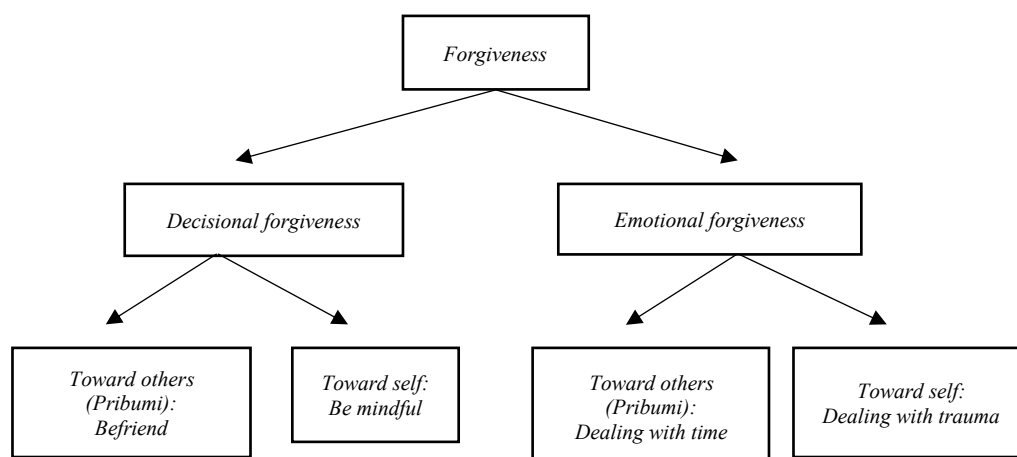 Forgiveness
Decisional forgiveness
Emotional forgiveness
Toward others
(Pribumi):
Befriend
Toward self:
Be mindful
Toward others
(Pribumi):
Dealing with time
Toward self:
Dealing with trauma